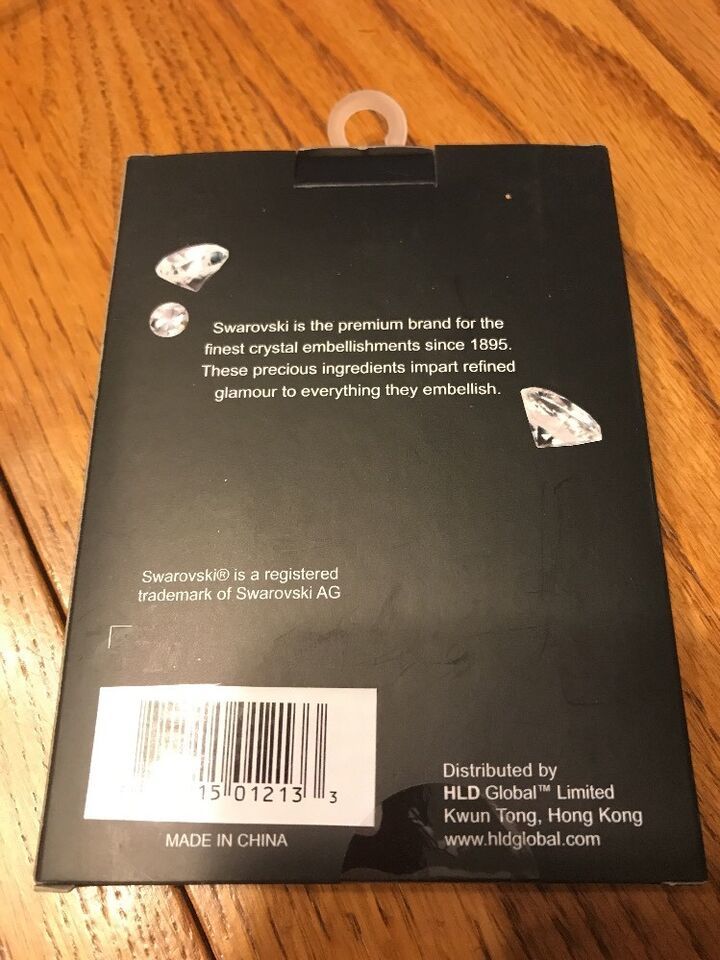 Swarovski is the premium brand for the
finest crystal embellishments since 1895.
These precious ingredients impart refined
glamour to everything they embellish.
Swarovski® is a registered
trademark of Swarovski AG
15 01213 3
MADE IN CHINA
Distributed by
HLD Global™ Limited
Kwun Tong, Hong Kong
www.hldglobal.com